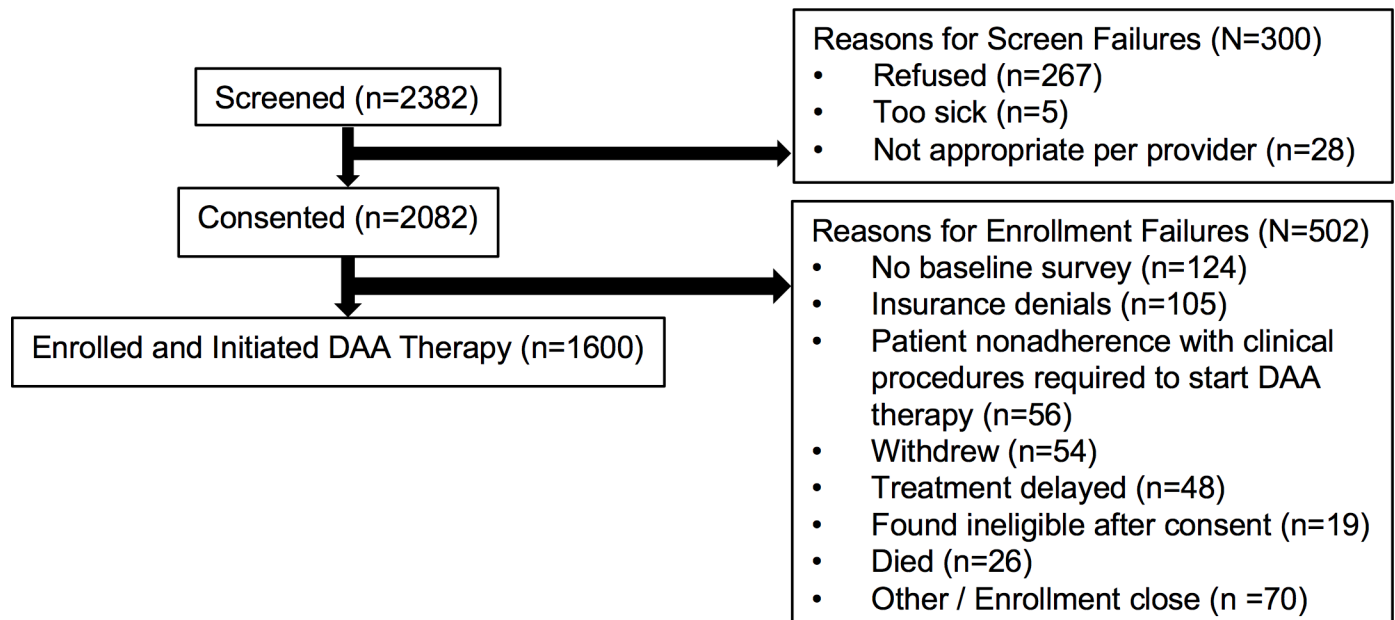 Screened (n=2382)
Consented (n=2082)
Enrolled and Initiated DAA Therapy (n=1600)
Reasons for Screen Failures (N=300)
• Refused (n=267)
• Too sick (n=5)
• Not appropriate per provider (n=28)
Reasons for Enrollment Failures (N=502)
• No baseline survey (n=124)
• Insurance denials (n=105)
• Patient nonadherence with clinical
procedures required to start DAA
therapy (n=56)
• Withdrew (n=54)
• Treatment delayed (n=48)
• Found ineligible after consent (n=19)
• Died (n=26)
• Other / Enrollment close (n =70)